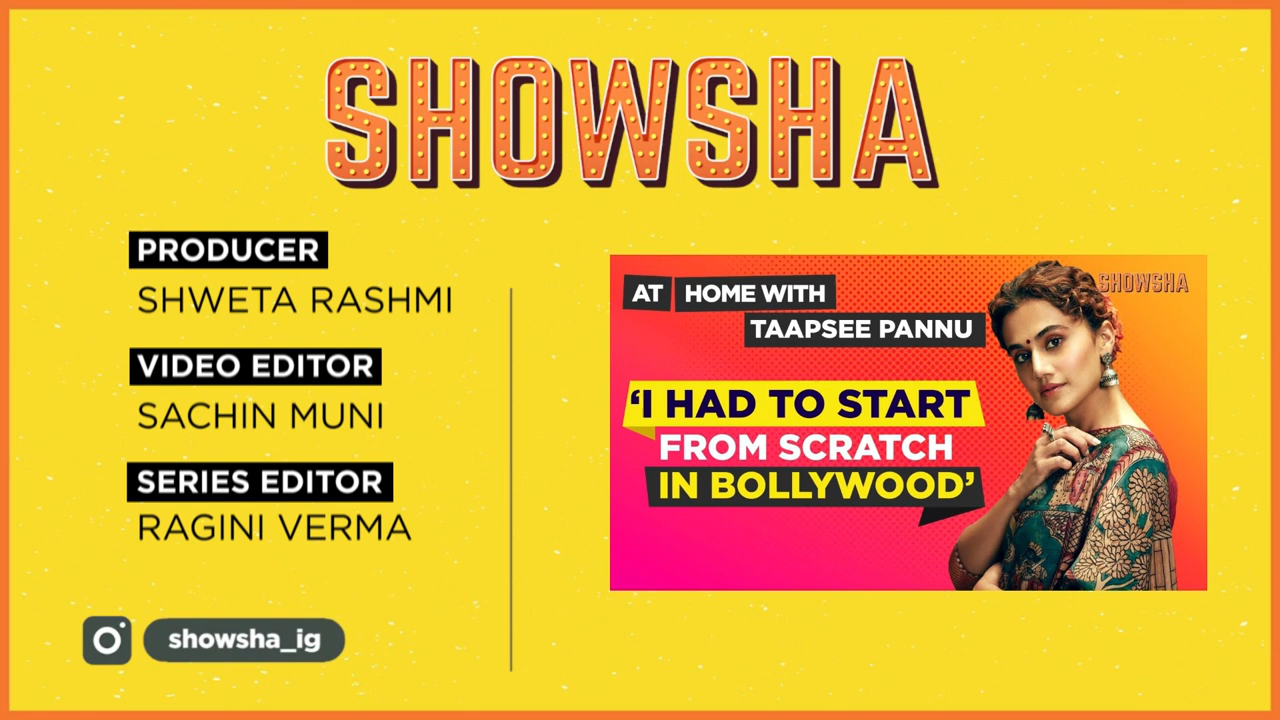 SHOWSHA
PRODUCER
SHWETA RASHMI
VIDEO EDITOR
SACHIN MUNI
SERIES EDITOR
RAGINI VERMA
showsha_ig
SHOWSHA
AT HOME WITH
TAAPSEE PANNU
‘I HAD TO START
FROM SCRATCH
IN BOLLYWOOD’